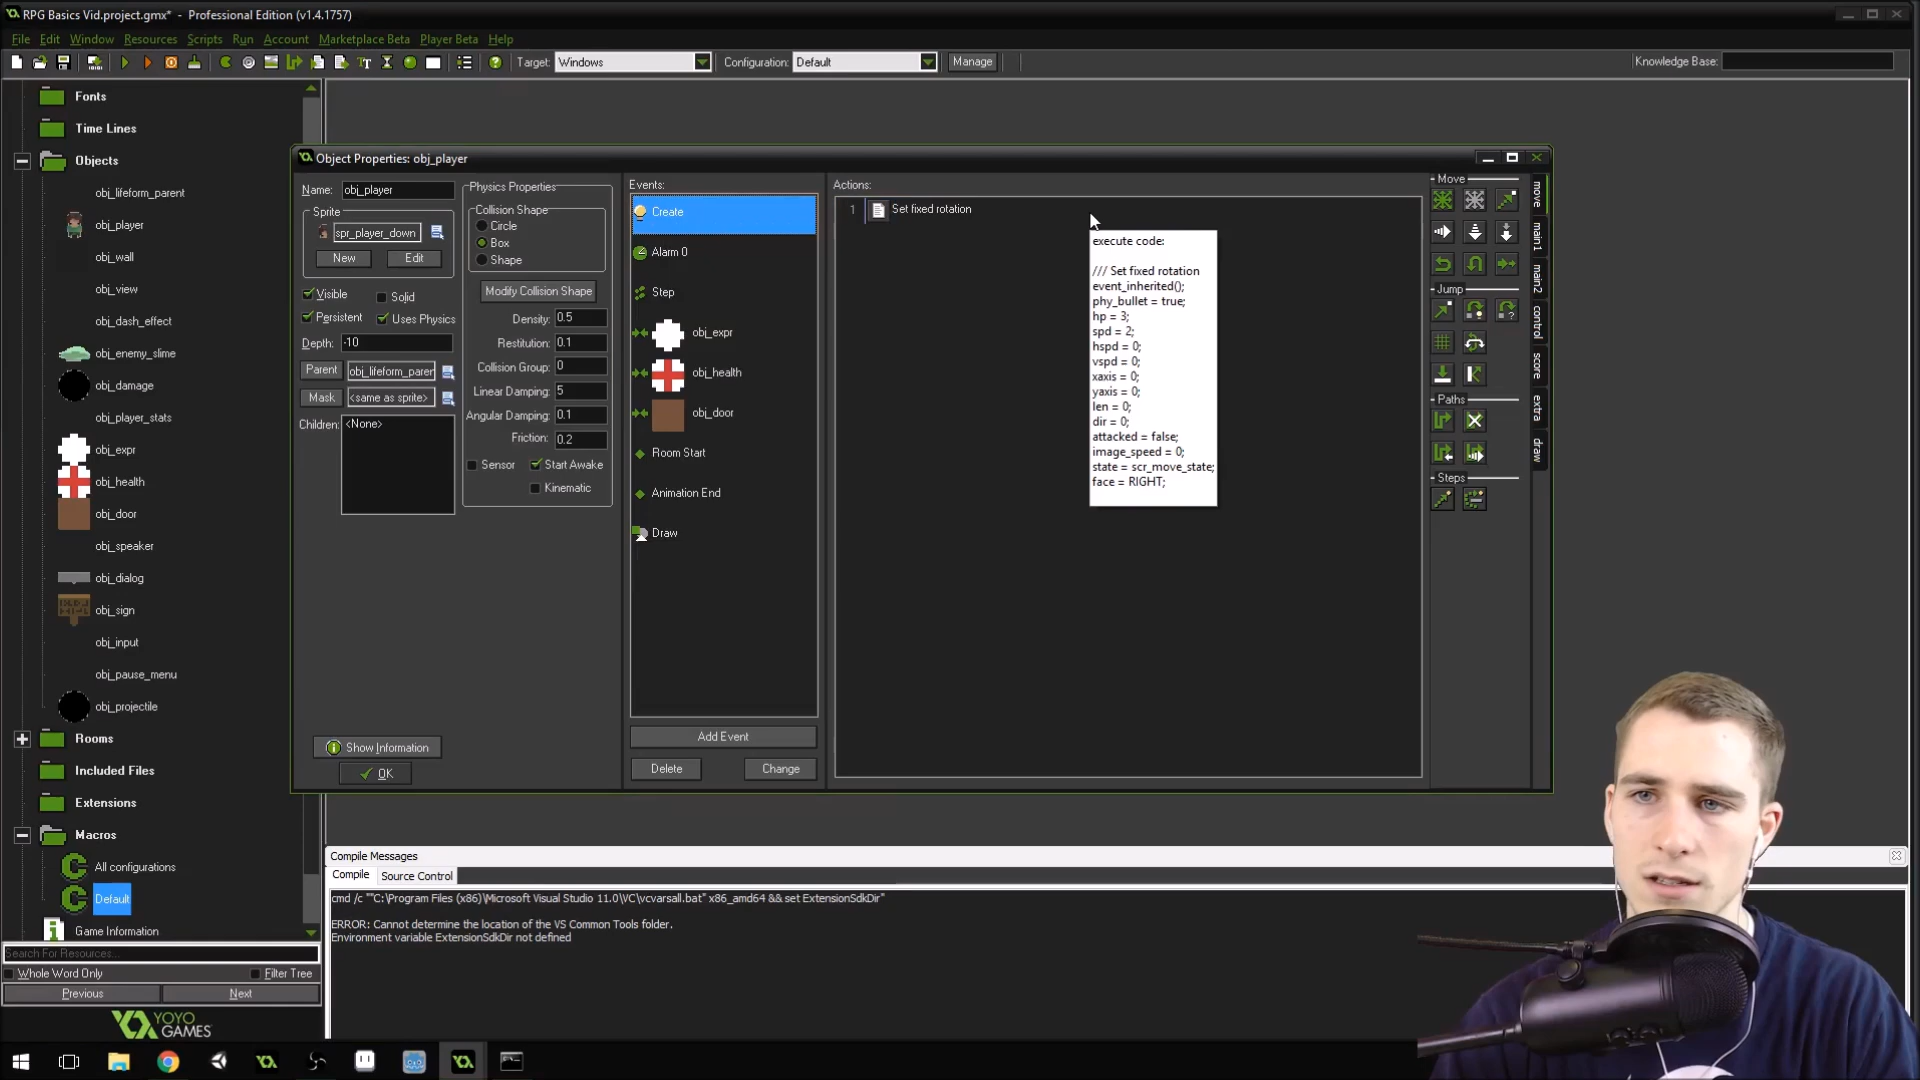 RPG Basics Vid.project.gmx* - Professional Edition (v1.4.1757)
File Edit Window Resources Scripts Run Account Marketplace Beta Player Beta Help
Target: Windows Configuration: Default Manage Knowledge Base:
Fonts
Time Lines
Objects
obj_lifeform_parent
obj_player
obj_wall
obj_view
obj_dash_effect
obj_enemy_slime
obj_damage
obj_player_stats
obj_expr
obj_health
obj_door
obj_speaker
obj_dialog
obj_sign
obj_input
obj_pause_menu
obj_projectile
Rooms
Included Files
Extensions
Macros
All configurations
Default
Game Information
Search For Resources...
Whole Word Only Filter Tree
Previous Next
YOYO
GAMES
Object Properties: obj_player
Name: obj_player
Sprite
spr_player_down
New Edit
Visible Solid
Persistent Uses Physics
Depth: -10
Parent obj_lifeform_parer
Mask <same as sprite>
Children: <None>
Show Information
OK
Physics Properties
Collision Shape
Circle
Box
Shape
Modify Collision Shape
Density: 0.5
Restitution: 0.1
Collision Group: 0
Linear Damping: 5
Angular Damping: 0.1
Friction: 0.2
Sensor Start Awake
Kinematic
Events:
Create
Alarm 0
Step
obj_expr
obj_health
obj_door
Room Start
Animation End
Draw
Add Event
Delete Change
Actions:
1 Set fixed rotation
execute code:
/// Set fixed rotation
event_inherited();
phy_bullet = true;
hp = 3;
spd = 2;
hspd = 0;
vspd = 0;
xaxis = 0;
yaxis = 0;
len = 0;
dir = 0;
attacked = false;
image_speed = 0;
state = scr_move_state;
face = RIGHT;
Move
Jump
Paths
Steps
move
main1
main2
control
score
extra
draw
Compile Messages
Compile Source Control
cmd /c ""C:\Program Files (x86)\Microsoft Visual Studio 11.0\VC\vcvarsall.bat" x86_amd64 && set ExtensionSdkDir"
ERROR: Cannot determine the location of the VS Common Tools folder.
Environment variable ExtensionSdkDir not defined